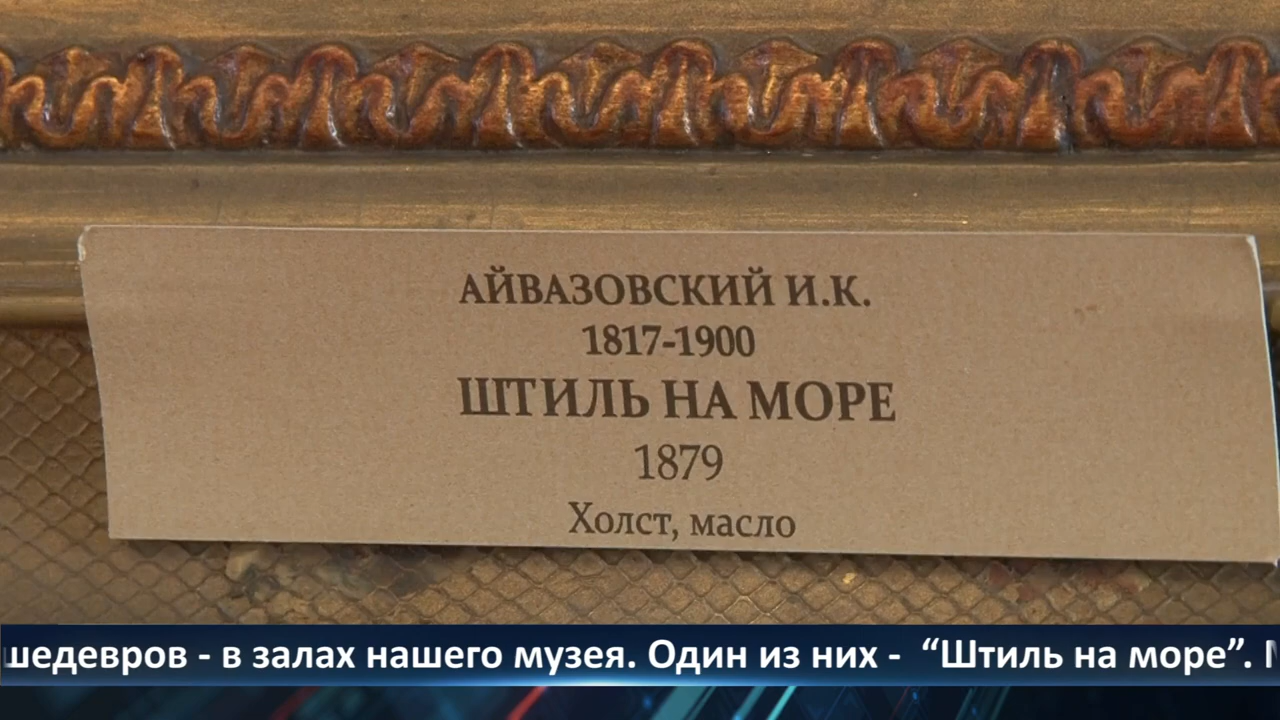 АЙВАЗОВСКИЙ И.К.
1817-1900
ШТИЛЬ НА МОРЕ
1879
Холст, масло
шедевров - в залах нашего музея. Один из них - “Штиль на море”.